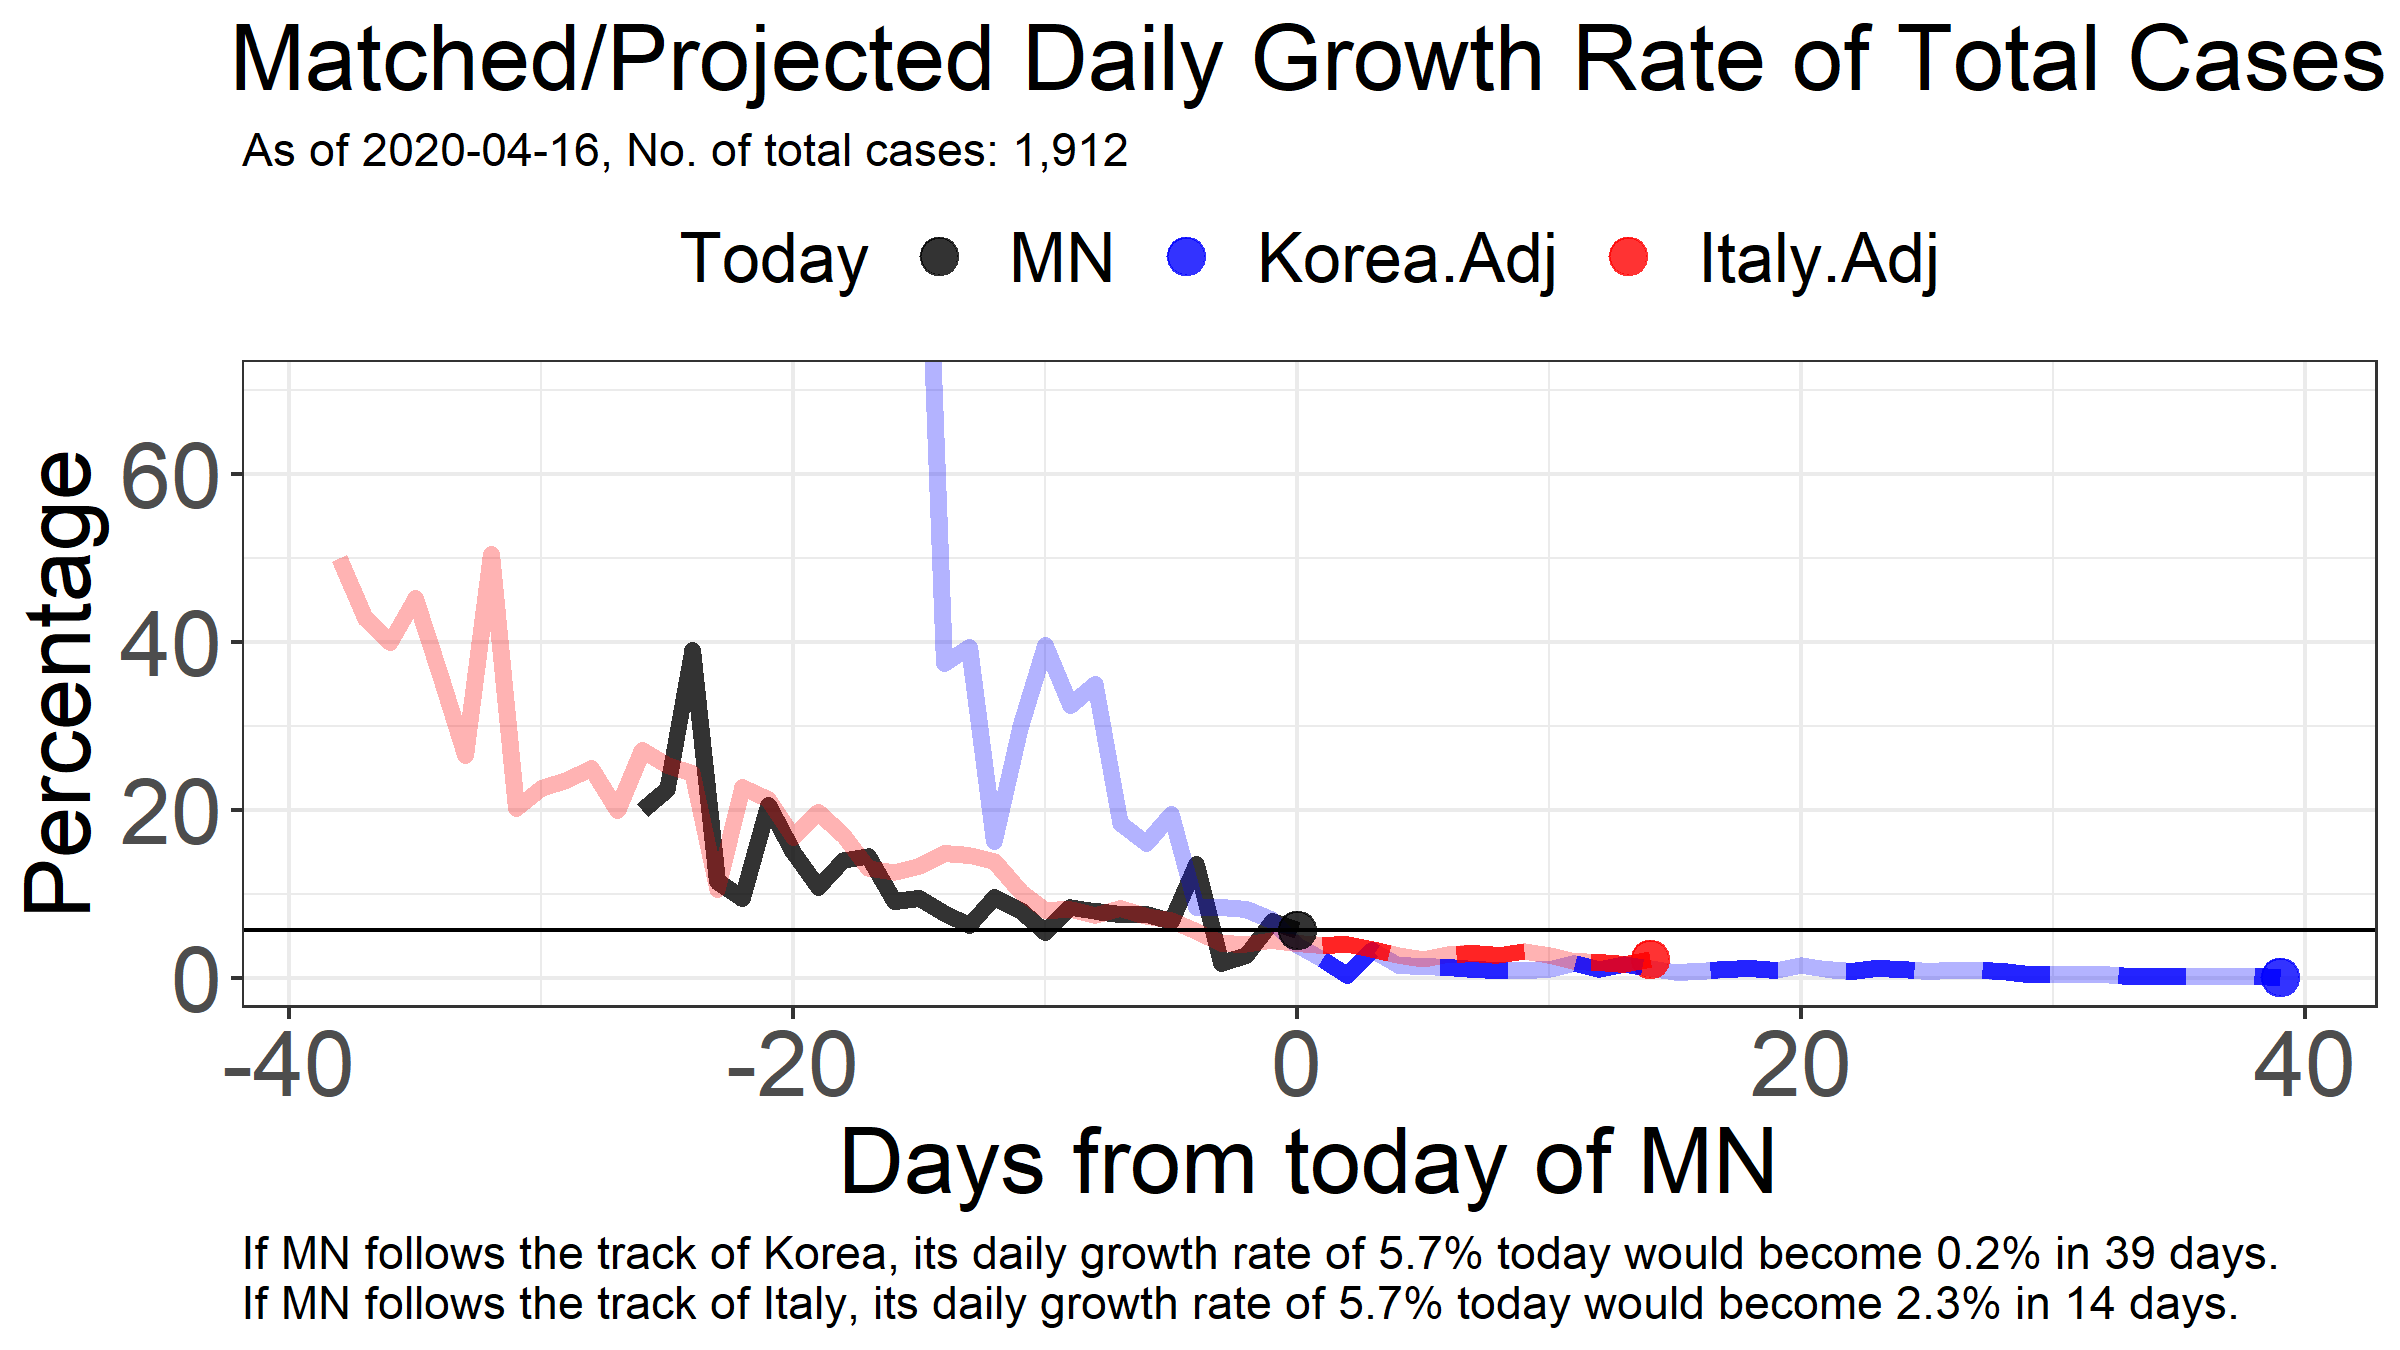 Matched/Projected Daily Growth Rate of Total Cases
As of 2020-04-16, No. of total cases: 1,912
Today MN Korea.Adj Italy.Adj
Percentage
60
40
20
0
-40 -20 0 20 40
Days from today of MN
If MN follows the track of Korea, its daily growth rate of 5.7% today would become 0.2% in 39 days.
If MN follows the track of Italy, its daily growth rate of 5.7% today would become 2.3% in 14 days.